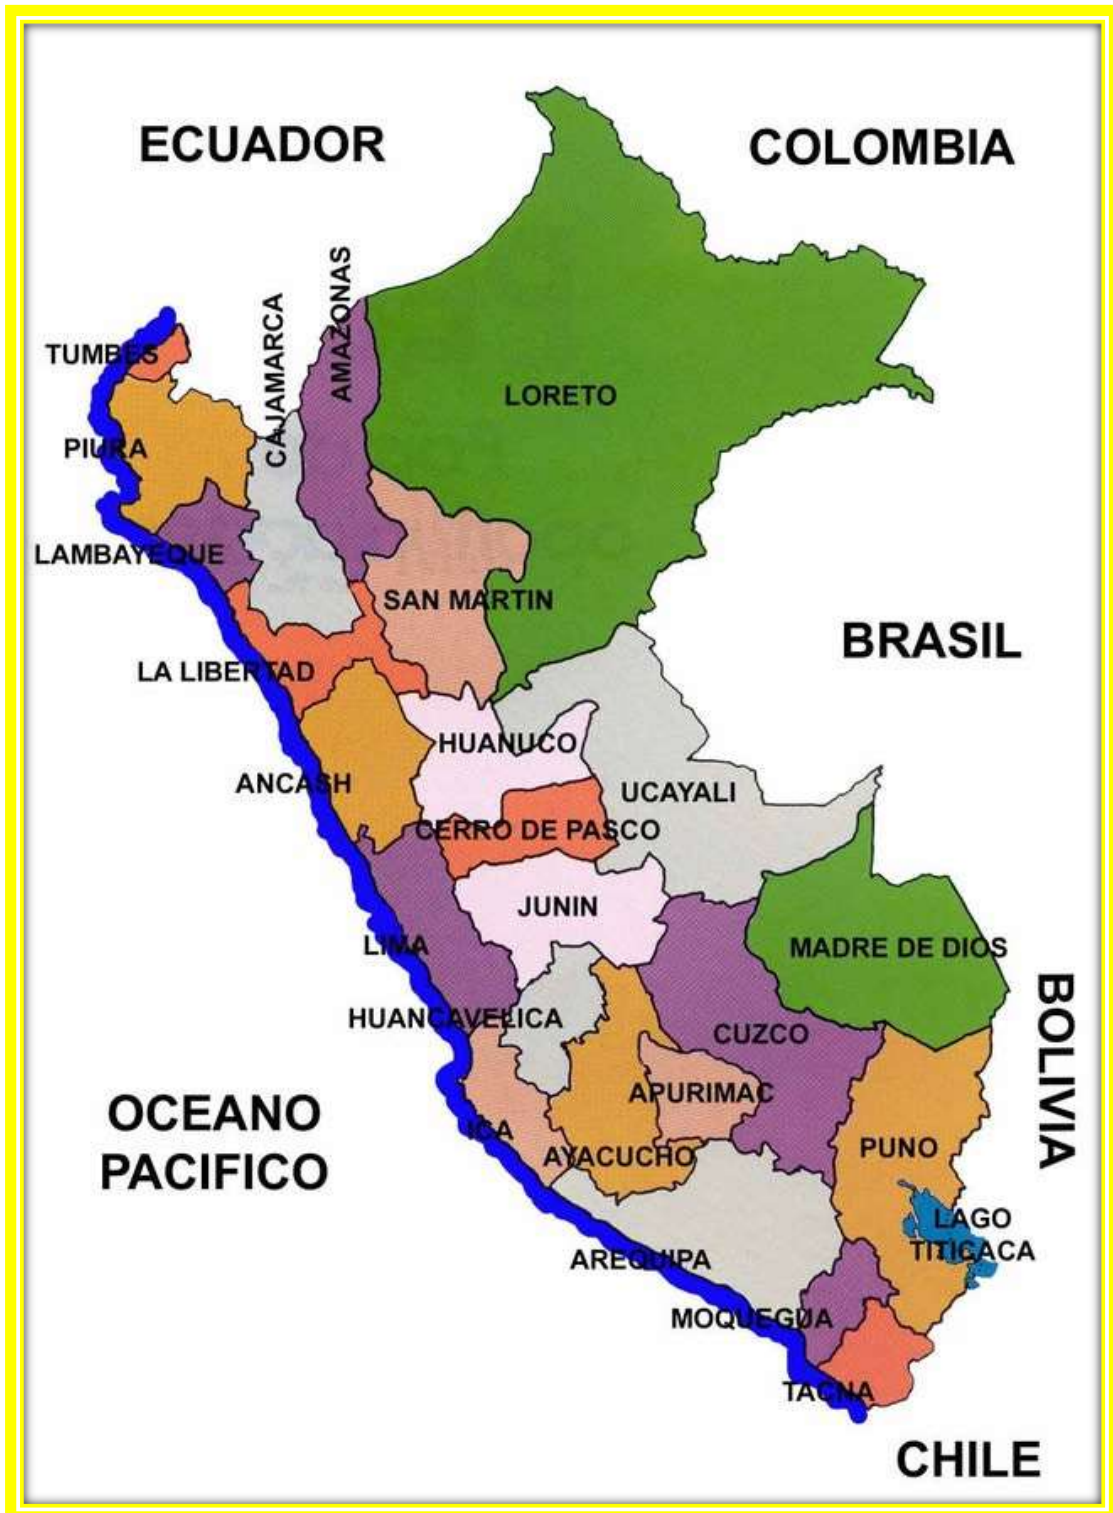 ECUADOR
COLOMBIA
AMAZONAS
CAJAMARCA
TUMBES
LORETO
PIURA
LAMBAYEQUE
SAN MARTIN
BRASIL
LA LIBERTAD
HUANUCO
ANCASH
UCAYALI
CERRO DE PASCO
JUNIN
LIMA
MADRE DE DIOS
HUANCAVELICA
CUZCO
BOLIVIA
APURIMAC
OCEANO
PACIFICO
ICA
AYACUCHO
PUNO
LAGO
TITICACA
AREQUIPA
MOQUEGUA
TACNA
CHILE